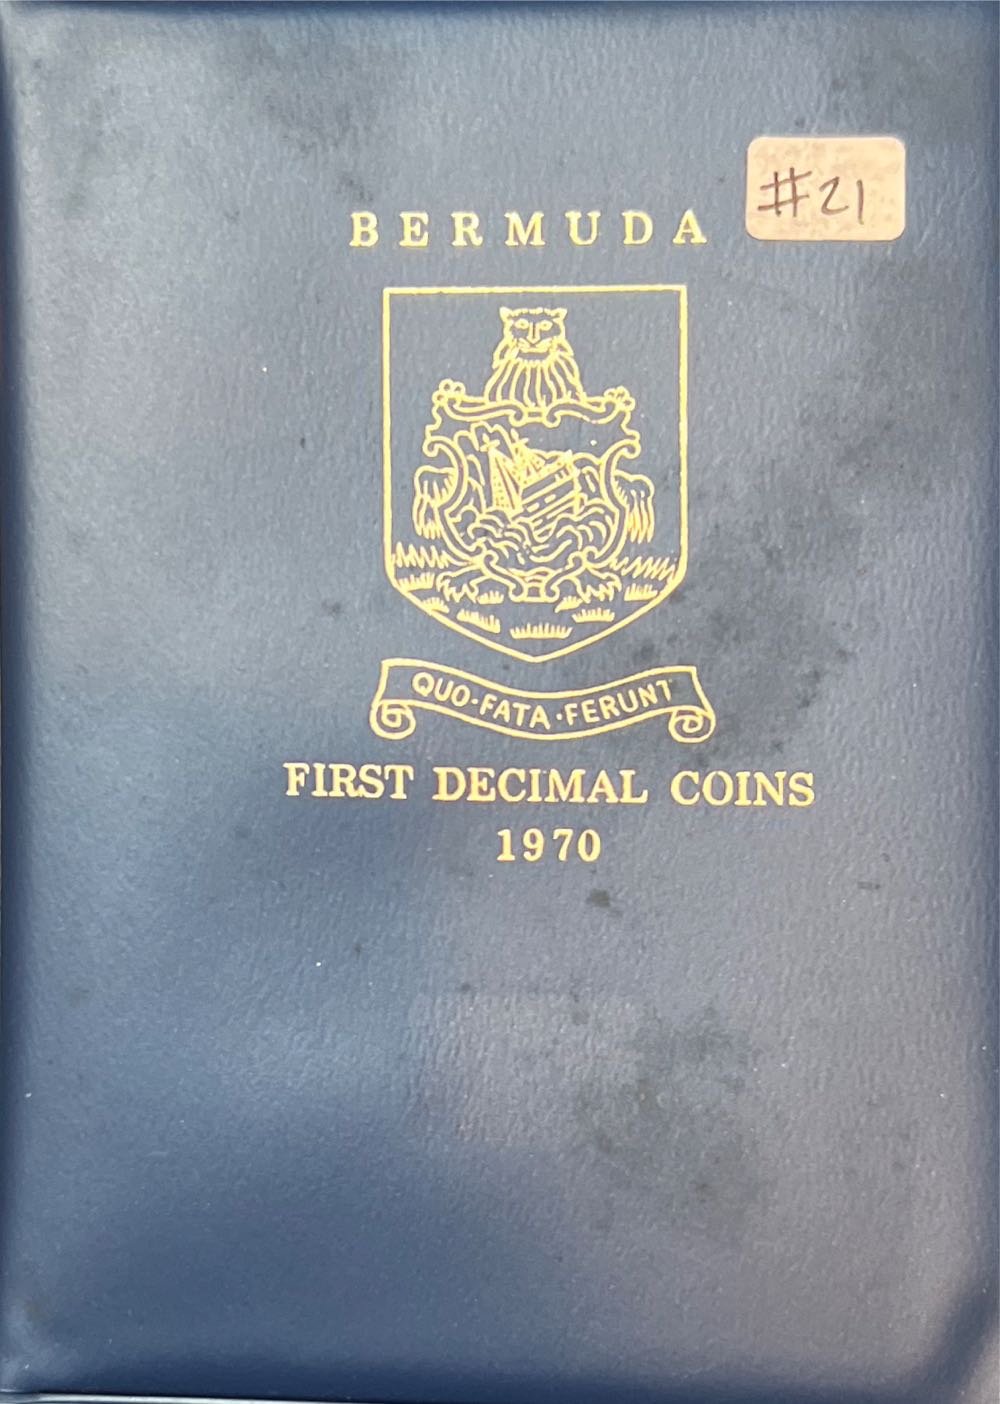 #21
BERMUDA
QUO·FATA·FERUNT
FIRST DECIMAL COINS
1970